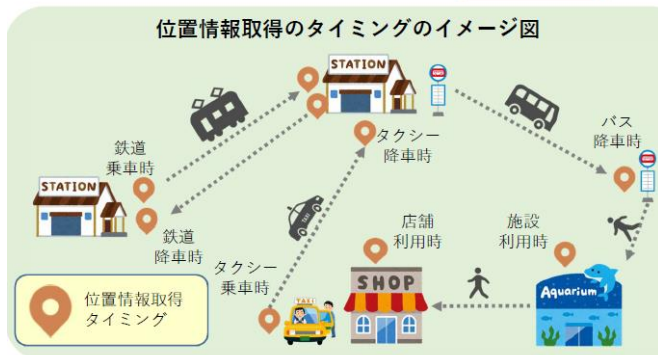 位置情報取得のタイミングのイメージ図
STATION
鉄道
乗車時
タクシー
降車時
バス
降車時
STATION
鉄道
降車時
タクシー
乗車時
店舗
利用時
施設
利用時
位置情報取得
タイミング
TAXI
TAXI
SHOP
Aquarium